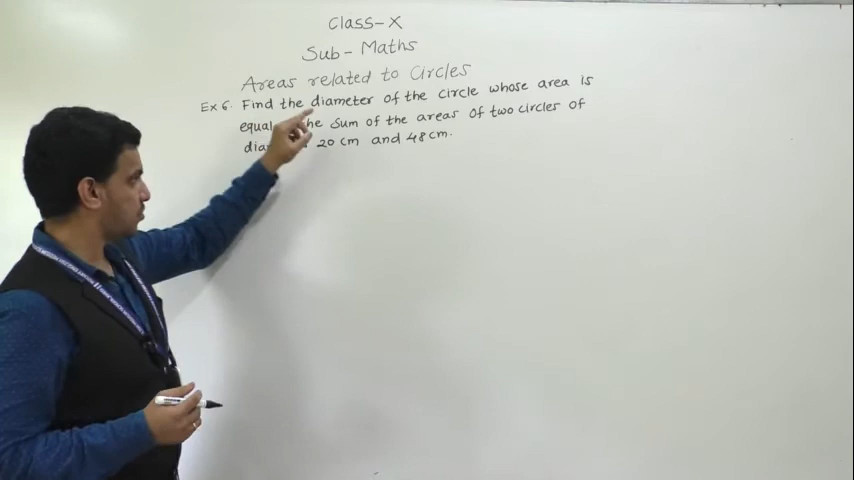 Class-X
Sub- Maths
Areas related to Circles
Ex 6. Find the diameter of the circle whose area is
equal the sum of the areas of two circles of
20 cm and 48 cm.